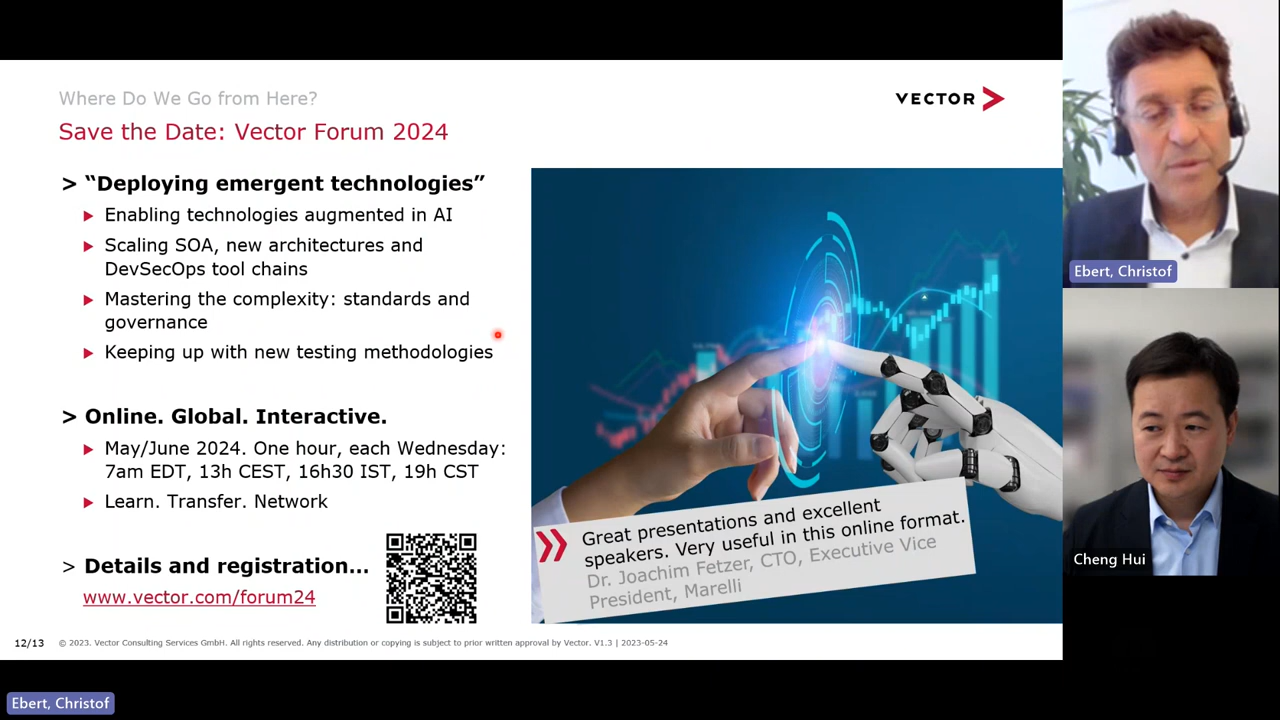 Where Do We Go from Here?
Save the Date: Vector Forum 2024
VECTOR
> “Deploying emergent technologies”
Enabling technologies augmented in AI
Scaling SOA, new architectures and
DevSecOps tool chains
Mastering the complexity: standards and
governance
Keeping up with new testing methodologies
> Online. Global. Interactive.
May/June 2024. One hour, each Wednesday:
7am EDT, 13h CEST, 16h30 IST, 19h CST
Learn. Transfer. Network
> Details and registration...
www.vector.com/forum24
Great presentations and excellent
speakers. Very useful in this online format.
Dr. Joachim Fetzer, CTO, Executive Vice
President, Marelli
12/13 © 2023. Vector Consulting Services GmbH. All rights reserved. Any distribution or copying is subject to prior written approval by Vector. V1.3 | 2023-05-24
Ebert, Christof
Cheng Hui
Ebert, Christof